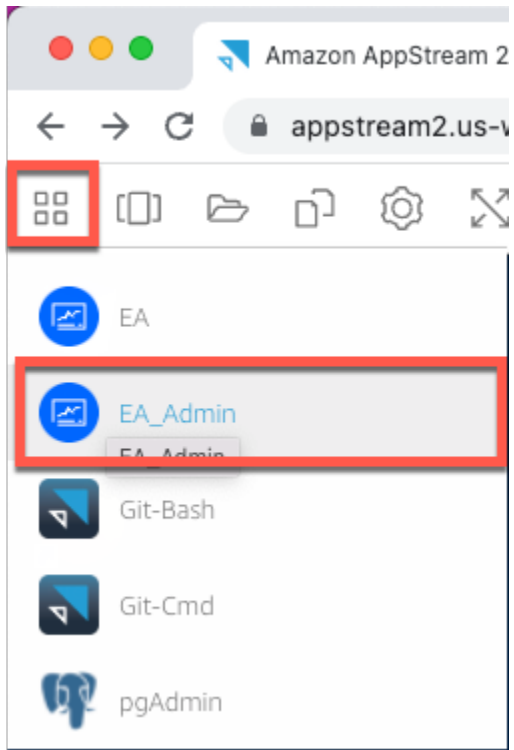 Amazon AppStream 2
appstream2.us-w
EA
EA_Admin
EA_Admin
Git-Bash
Git-Cmd
pgAdmin